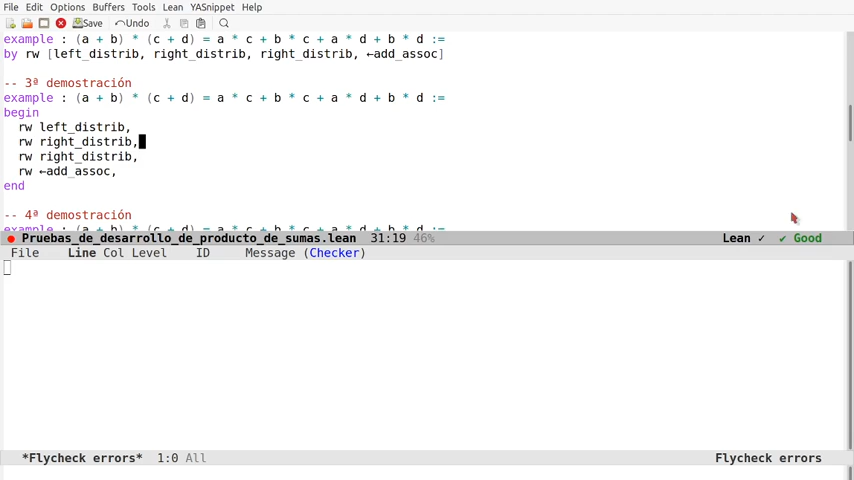 File Edit Options Buffers Tools Lean YASnippet Help
Save Undo
example : (a + b) * (c + d) = a * c + b * c + a * d + b * d :=
by rw [left_distrib, right_distrib, right_distrib, ←add_assoc]
-- 3ª demostración
example : (a + b) * (c + d) = a * c + b * c + a * d + b * d :=
begin
rw left_distrib,
rw right_distrib,
rw right_distrib,
rw ←add_assoc,
end
-- 4ª demostración
example : (a + b) * (c + d) = a * c + b * c + a * d + b * d :=
Pruebas_de_desarrollo_de_producto_de_sumas.lean 31:19 46% Lean ✓ ✔ Good
File Line Col Level ID Message (Checker)
*Flycheck errors* 1:0 All Flycheck errors